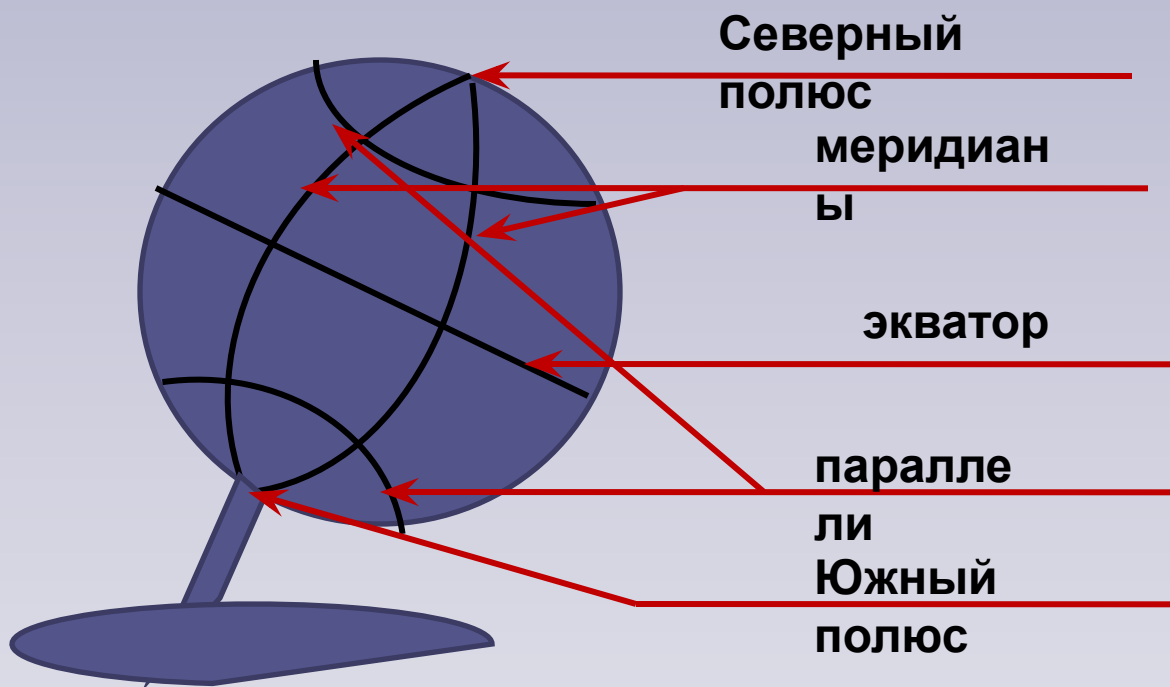 Северный
полюс
меридиан
ы
экватор
паралле
ли
Южный
полюс